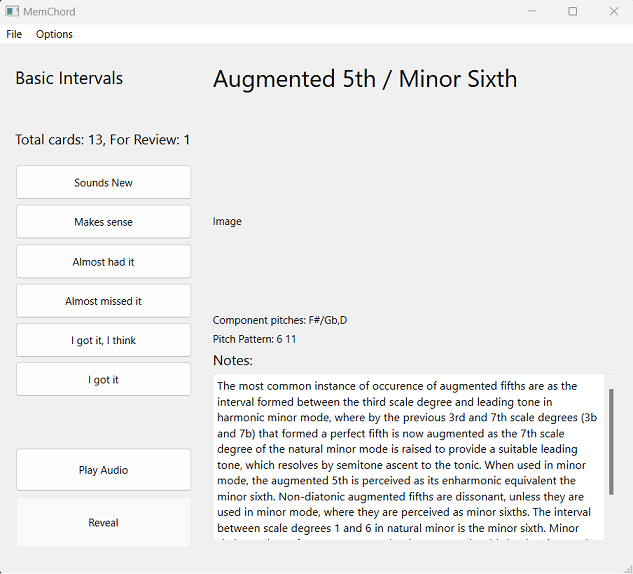 MemChord
File Options
Basic Intervals
Augmented 5th / Minor Sixth
Total cards: 13, For Review: 1
Sounds New
Makes sense
Image
Almost had it
Almost missed it
I got it, I think
I got it
Component pitches: F#/Gb,D
Pitch Pattern: 6 11
Notes:
The most common instance of occurence of augmented fifths are as the
interval formed between the third scale degree and leading tone in
harmonic minor mode, where by the previous 3rd and 7th scale degrees (3b
and 7b) that formed a perfect fifth is now augmented as the 7th scale
degree of the natural minor mode is raised to provide a suitable leading
tone, which resolves by semitone ascent to the tonic. When used in minor
mode, the augmented 5th is perceived as its enharmonic equivalent the
minor sixth. Non-diatonic augmented fifths are dissonant, unless they are
used in minor mode, where they are perceived as minor sixths. The interval
between scale degrees 1 and 6 in natural minor is the minor sixth. Minor
Play Audio
Reveal